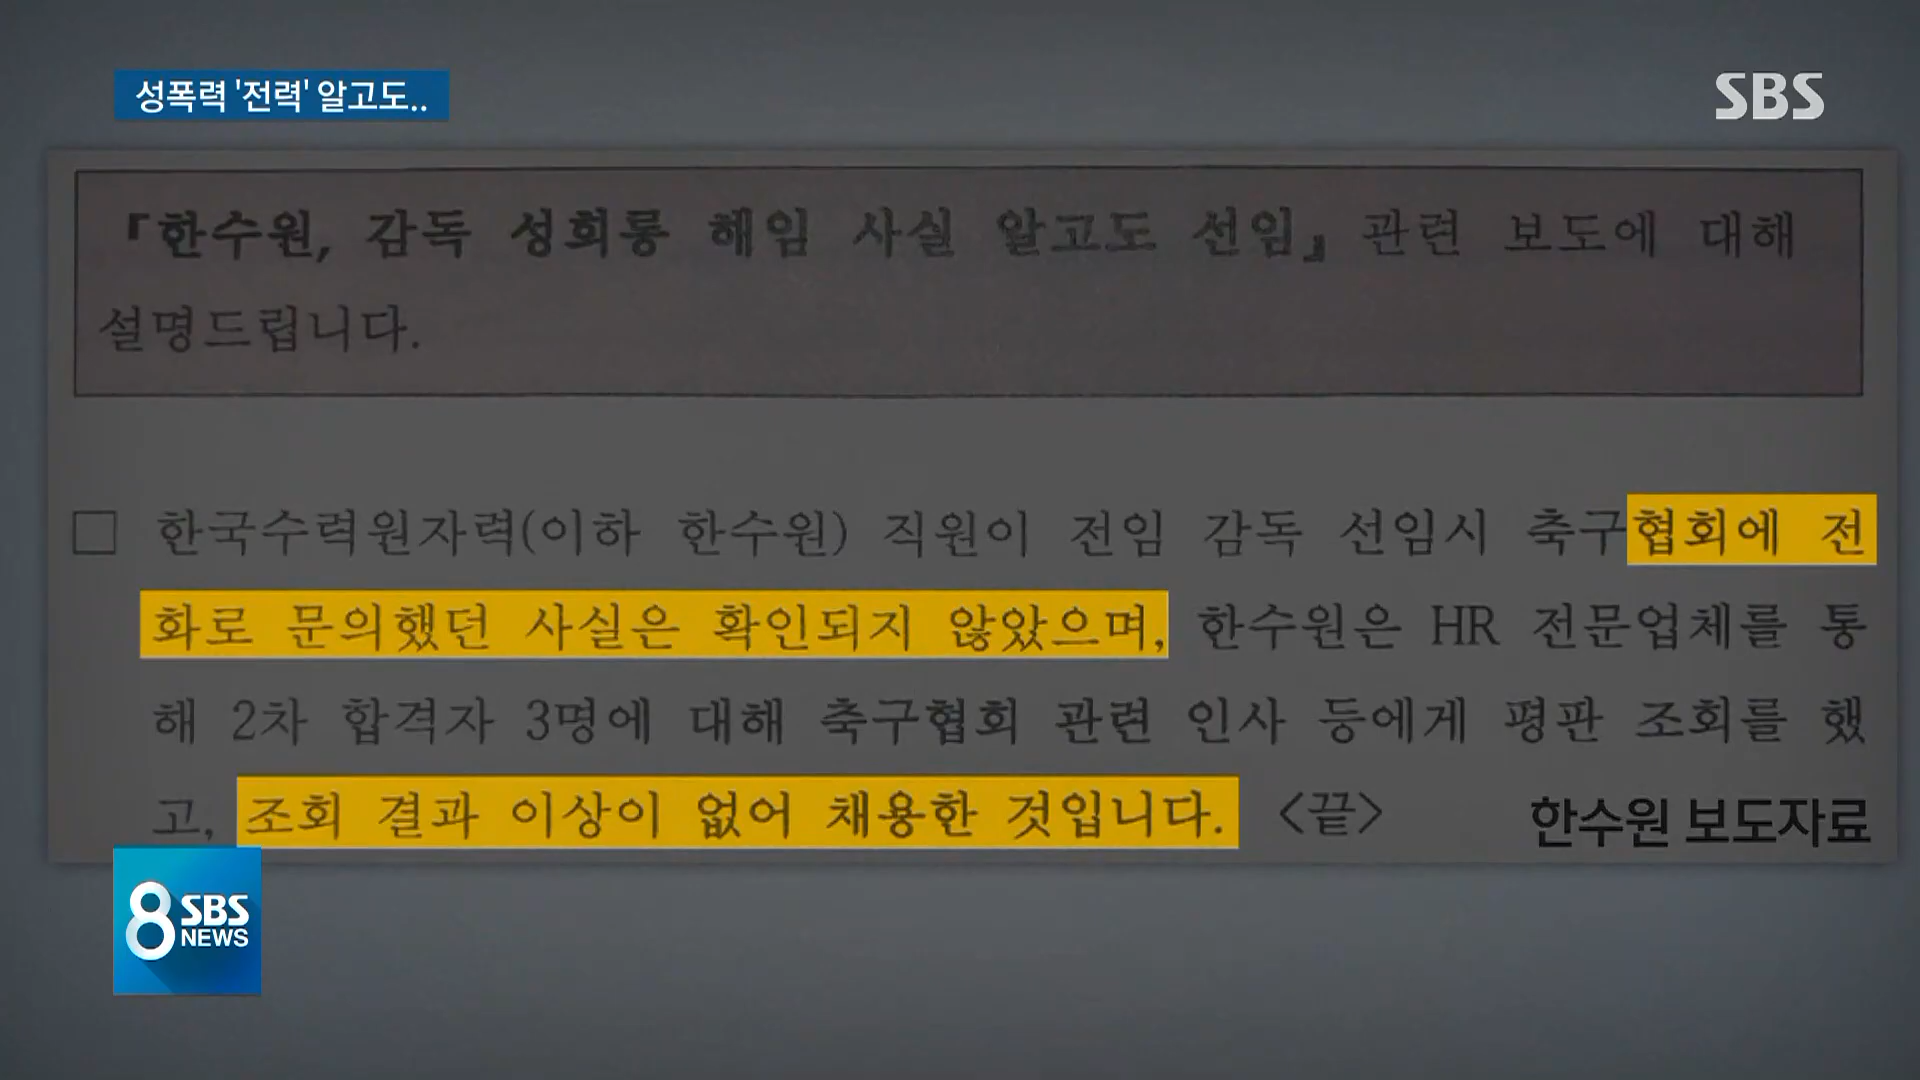 성폭력 '전력' 알고도..
SBS
「한수원, 감독 성희롱 해임 사실 알고도 선임」 관련 보도에 대해
설명드립니다.
□ 한국수력원자력(이하 한수원) 직원이 전임 감독 선임시 축구협회에 전
화로 문의했던 사실은 확인되지 않았으며, 한수원은 HR 전문업체를 통
해 2차 합격자 3명에 대해 축구협회 관련 인사 등에게 평판 조회를 했
고, 조회 결과 이상이 없어 채용한 것입니다. <끝>
한수원 보도자료
8 SBS
NEWS